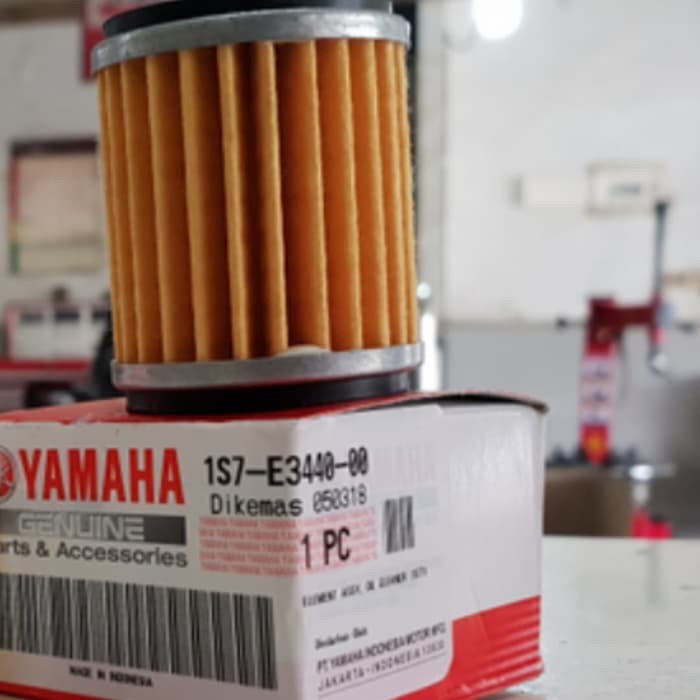 YAMAHA
GENUINE
arts & Accessories
MADE IN INDONESIA
1S7-E3440-00
Dikemas 050318
1 PC
ELEMENT ASSY, OIL CLEANER
PT. YAMAHA INDONESIA MOTOR MFG.
JAKARTA - INDONESIA